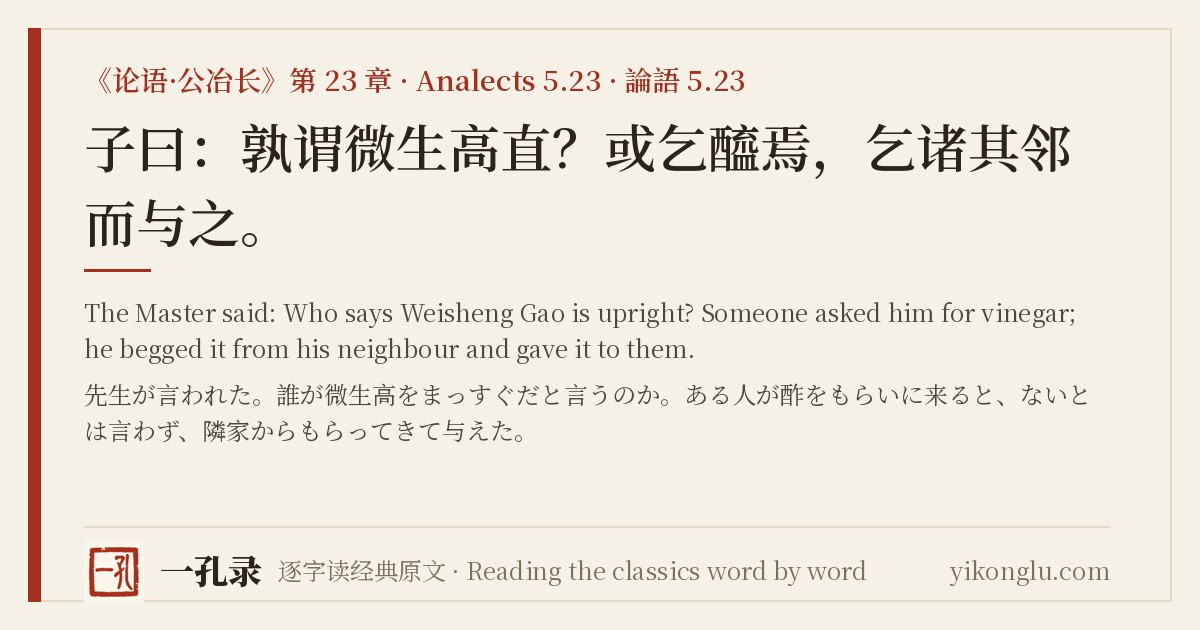 《论语·公冶长》第 23 章 · Analects 5.23 · 論語 5.23
子曰：孰谓微生高直？或乞醯焉，乞诸其邻
而与之。
The Master said: Who says Weisheng Gao is upright? Someone asked him for vinegar;
he begged it from his neighbour and gave it to them.
先生が言われた。誰が微生高をまっすぐだと言うのか。ある人が酢をもらいに来ると、ないと
は言わず、隣家からもらってきて与えた。
一孔 一孔录 逐字读经典原文 · Reading the classics word by word yikonglu.com